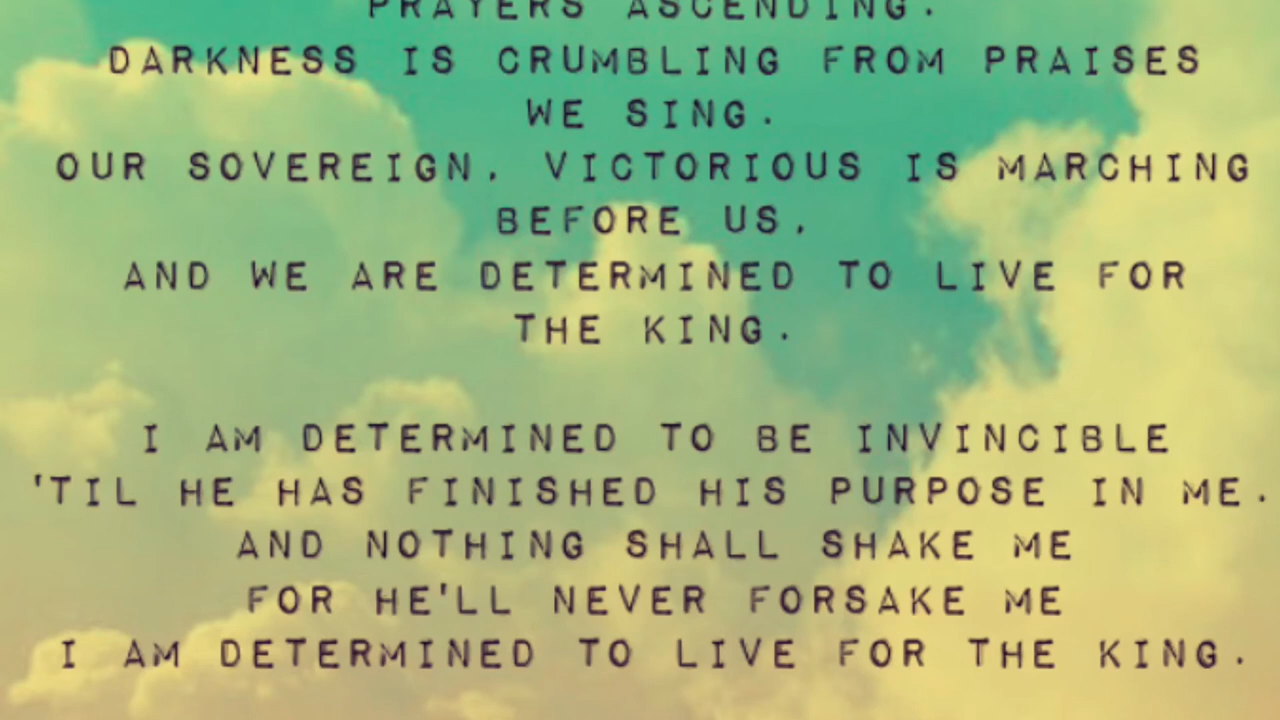 PRAYERS ASCENDING.
DARKNESS IS CRUMBLING FROM PRAISES
WE SING.
OUR SOVEREIGN, VICTORIOUS IS MARCHING
BEFORE US,
AND WE ARE DETERMINED TO LIVE FOR
THE KING.
I AM DETERMINED TO BE INVINCIBLE
'TIL HE HAS FINISHED HIS PURPOSE IN ME.
AND NOTHING SHALL SHAKE ME
FOR HE'LL NEVER FORSAKE ME
I AM DETERMINED TO LIVE FOR THE KING.